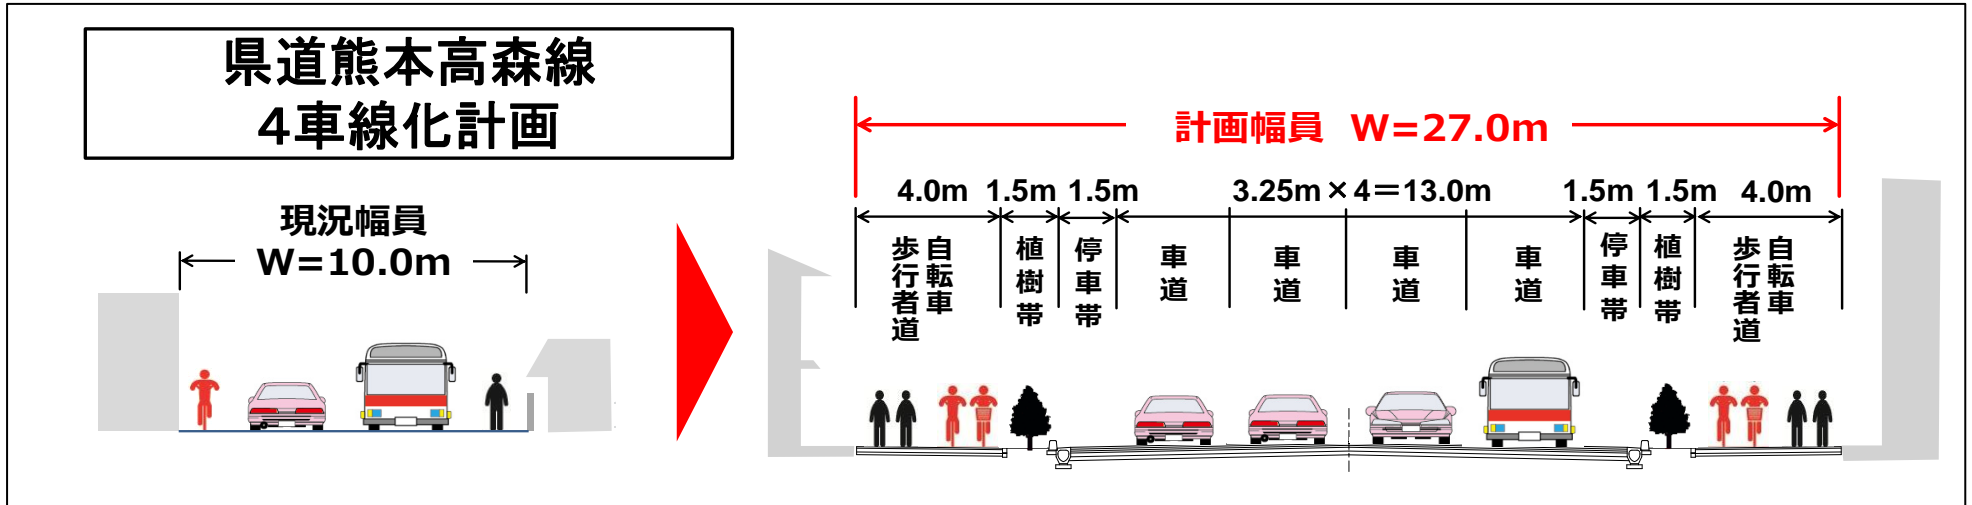 県道熊本高森線
4車線化計画
現況幅員
W=10.0m
計画幅員 W=27.0m
4.0m 1.5m 1.5m 3.25m×4=13.0m 1.5m 1.5m 4.0m
自転車
歩行者道
植樹帯
停車帯
車道
車道
車道
車道
停車帯
植樹帯
自転車
歩行者道